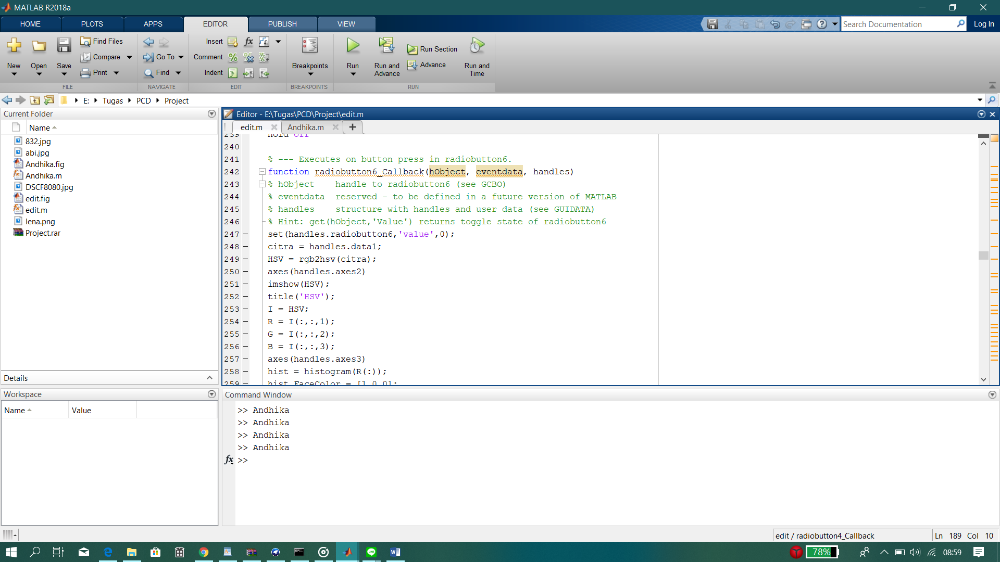 MATLAB R2018a
HOME PLOTS APPS EDITOR PUBLISH VIEW
Search Documentation
Log In
New
Open
Save
Find Files
Compare
Print
FILE
Go To
Find
NAVIGATE
Insert
Comment
Indent
EDIT
Breakpoints
BREAKPOINTS
Run
Run and Advance
Run Section
Advance
Run and Time
RUN
E: Tugas PCD Project
Current Folder
Name
832.jpg
abi.jpg
Andhika.fig
Andhika.m
DSCF8080.jpg
edit.fig
edit.m
lena.png
Project.rar
Details
Workspace
Name Value
Editor - E:\Tugas\PCD\Project\edit.m
edit.m Andhika.m +
239 hold off
240
241 % --- Executes on button press in radiobutton6.
242 function radiobutton6_Callback(hObject, eventdata, handles)
243 % hObject    handle to radiobutton6 (see GCBO)
244 % eventdata  reserved - to be defined in a future version of MATLAB
245 % handles    structure with handles and user data (see GUIDATA)
246 % Hint: get(hObject,'Value') returns toggle state of radiobutton6
247 – set(handles.radiobutton6,'value',0);
248 – citra = handles.data1;
249 – HSV = rgb2hsv(citra);
250 – axes(handles.axes2)
251 – imshow(HSV);
252 – title('HSV');
253 – I = HSV;
254 – R = I(:,:,1);
255 – G = I(:,:,2);
256 – B = I(:,:,3);
257 – axes(handles.axes3)
258 – hist = histogram(R(:));
259 – hist.FaceColor = [1 0 0];
Command Window
>> Andhika
>> Andhika
>> Andhika
>> Andhika
fx >>
edit / radiobutton4_Callback
Ln 189 Col 10
78%
08:59